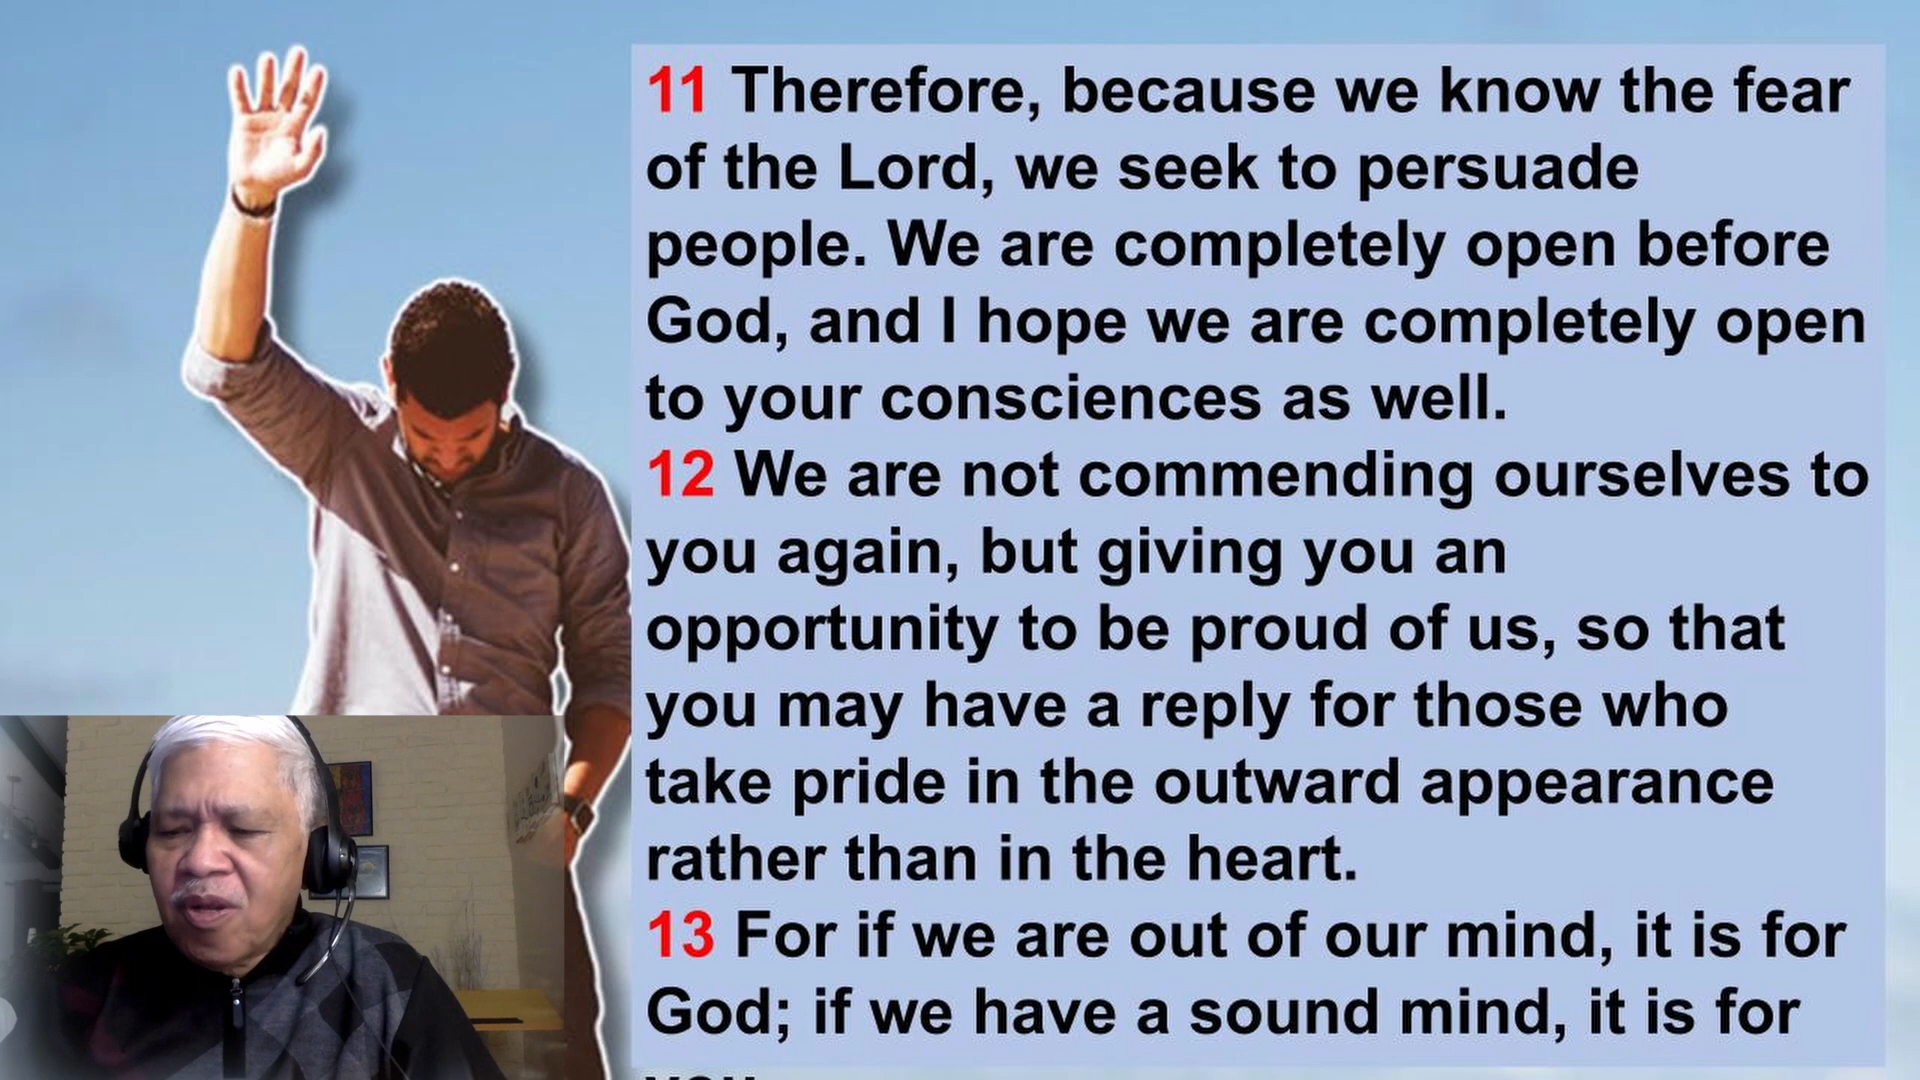 11 Therefore, because we know the fear
of the Lord, we seek to persuade
people. We are completely open before
God, and I hope we are completely open
to your consciences as well.
12 We are not commending ourselves to
you again, but giving you an
opportunity to be proud of us, so that
you may have a reply for those who
take pride in the outward appearance
rather than in the heart.
13 For if we are out of our mind, it is for
God; if we have a sound mind, it is for